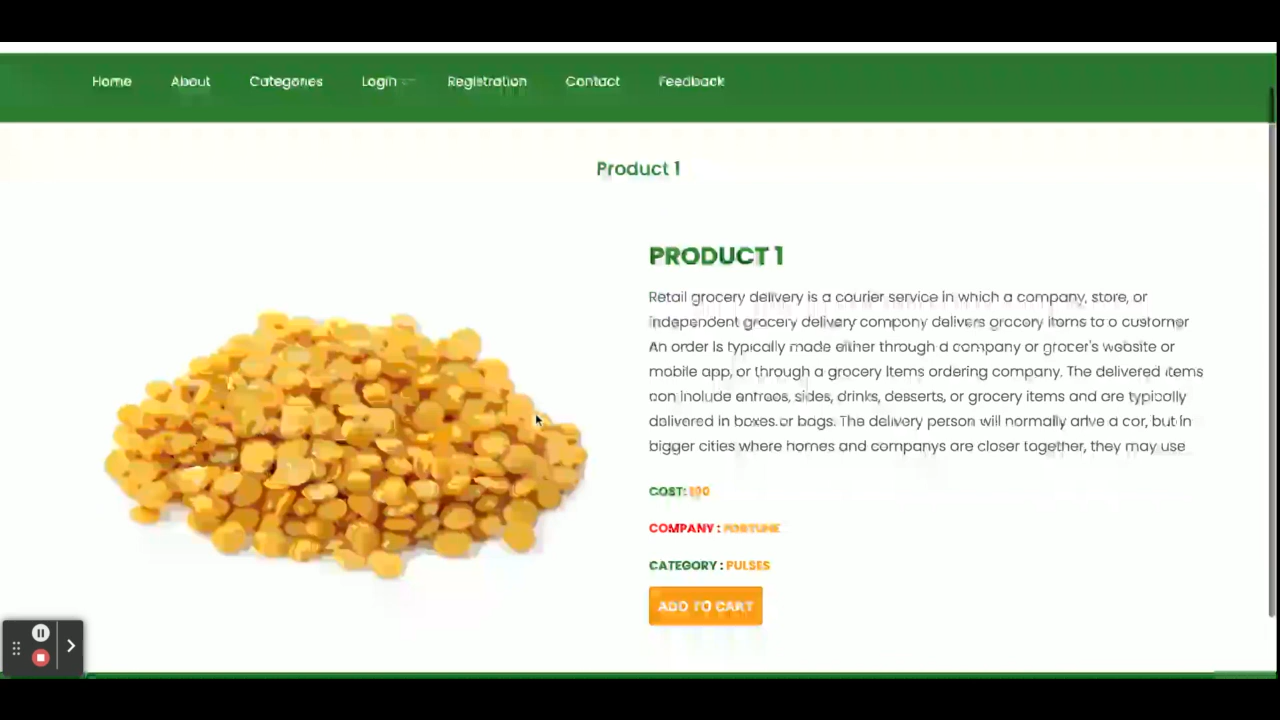 Home About Categories Login Registration Contact Feedback
Product 1
PRODUCT 1
Retail grocery delivery is a courier service in which a company, store, or
independent grocery delivery company delivers grocery items to a customer
An order is typically made either through a company or grocer's website or
mobile app, or through a grocery items ordering company. The delivered items
can include entrees, sides, drinks, desserts, or grocery items and are typically
delivered in boxes or bags. The delivery person will normally drive a car, but in
bigger cities where homes and companys are closer together, they may use
COST: 100
COMPANY : FORTUNE
CATEGORY : PULSES
ADD TO CART